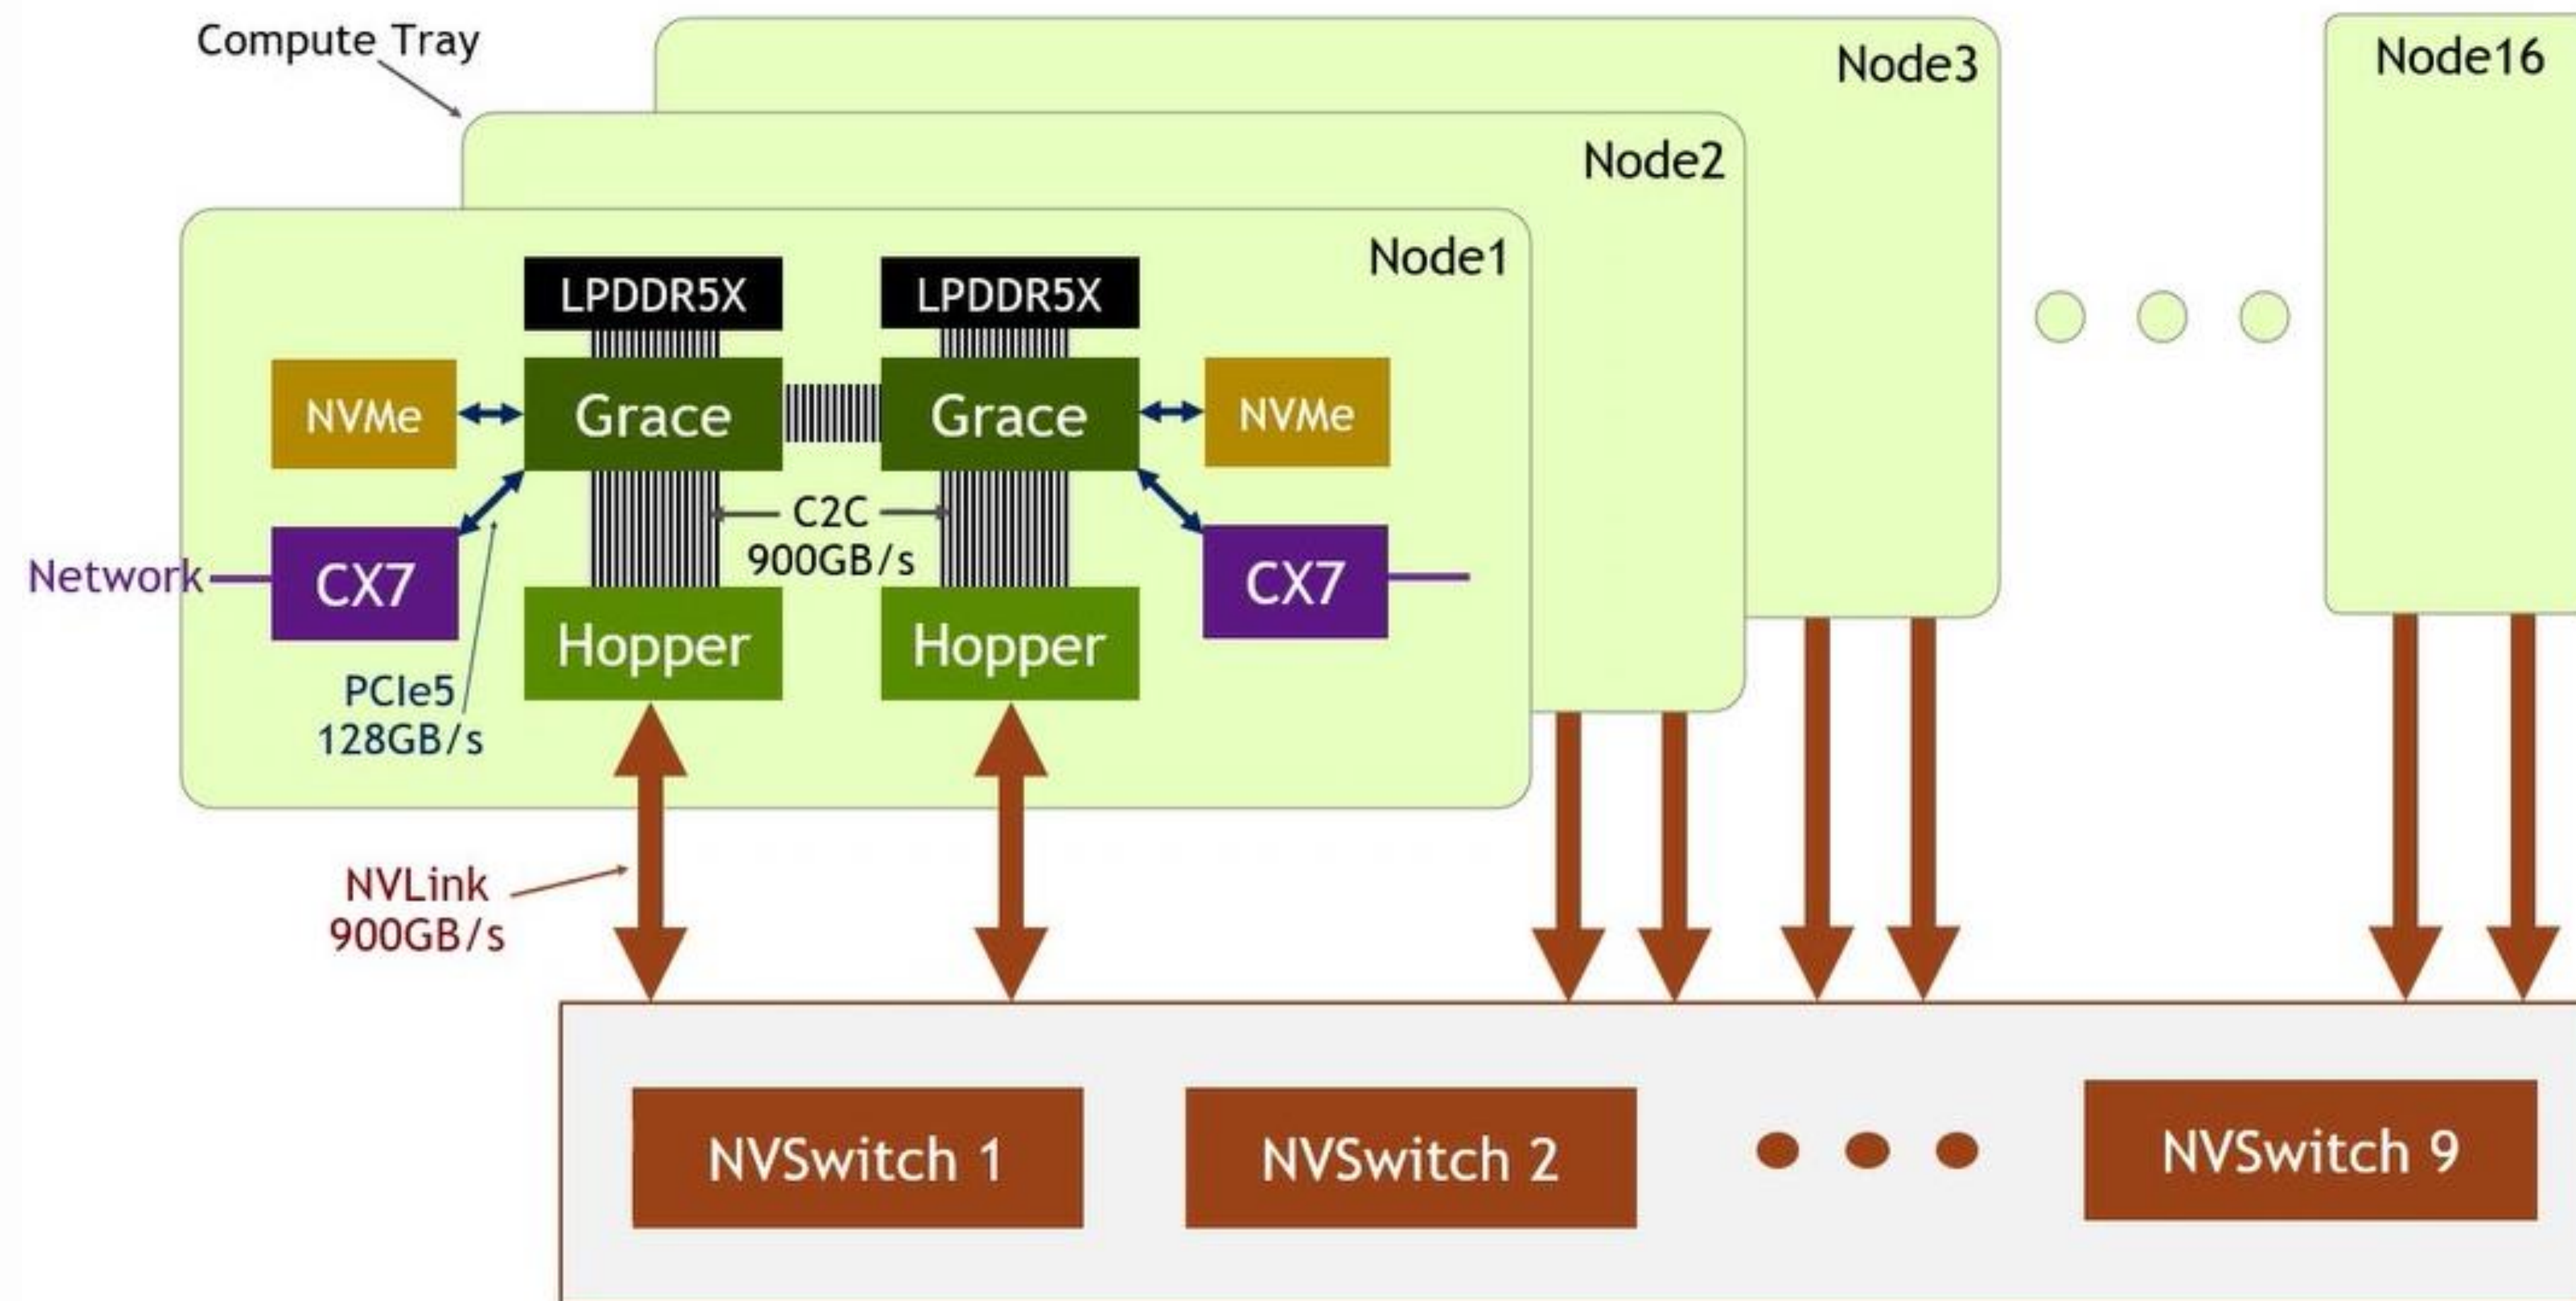 Compute Tray
Node3
Node16
Node2
Node1
LPDDR5X
LPDDR5X
NVMe
Grace
Grace
NVMe
C2C
900GB/s
Network
CX7
CX7
Hopper
Hopper
PCIe5
128GB/s
NVLink
900GB/s
NVSwitch 1
NVSwitch 2
NVSwitch 9